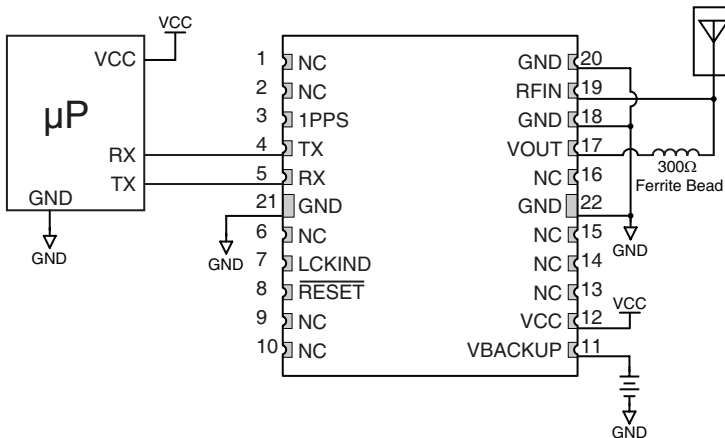 VCC
VCC
µP
RX
TX
GND
GND
1 NC
2 NC
3 1PPS
4 TX
5 RX
21 GND
GND
6 NC
7 LCKIND
8 RESET
9 NC
10 NC
GND 20
RFIN 19
GND 18
VOUT 17
NC 16
GND 22
NC 15
NC 14
NC 13
VCC 12
VBACKUP 11
300Ω
Ferrite Bead
GND
VCC
GND